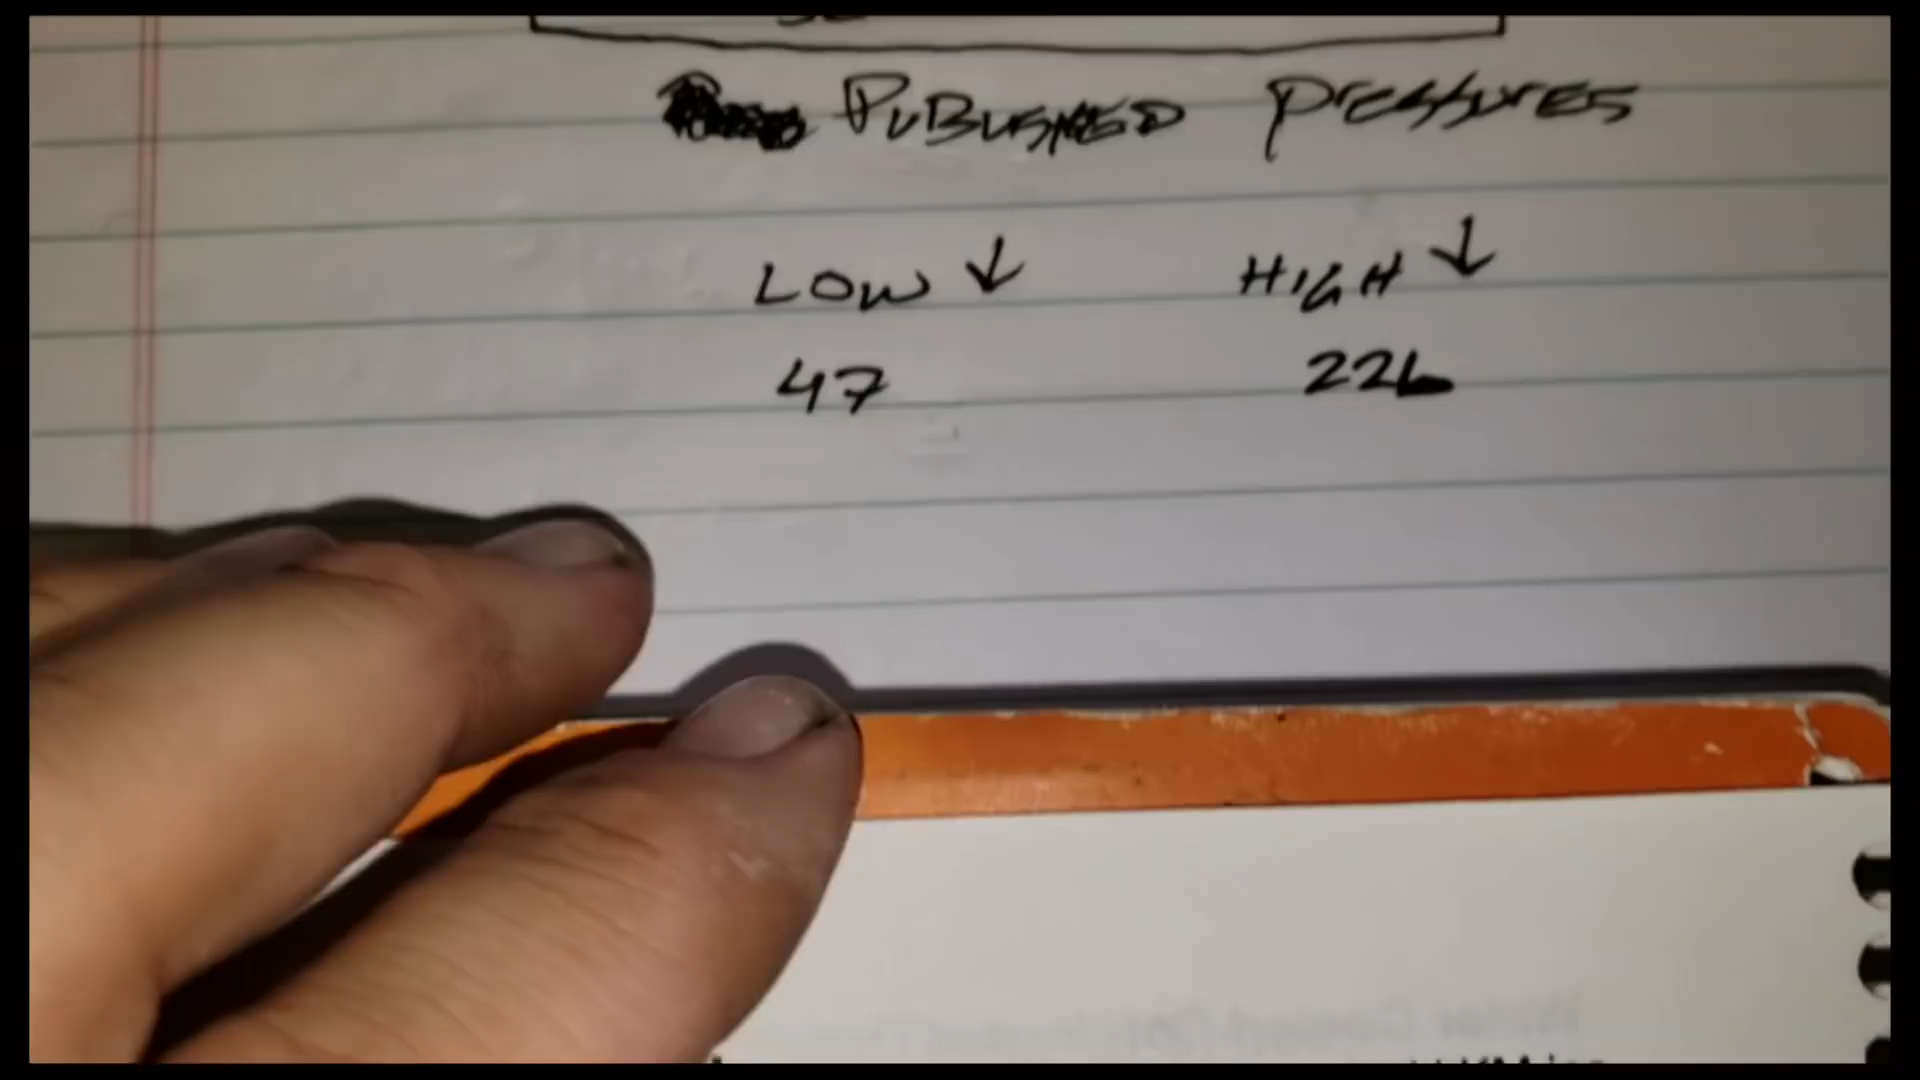 PUBLISHED PRESSURES
LOW ↓ HIGH ↓
47 226